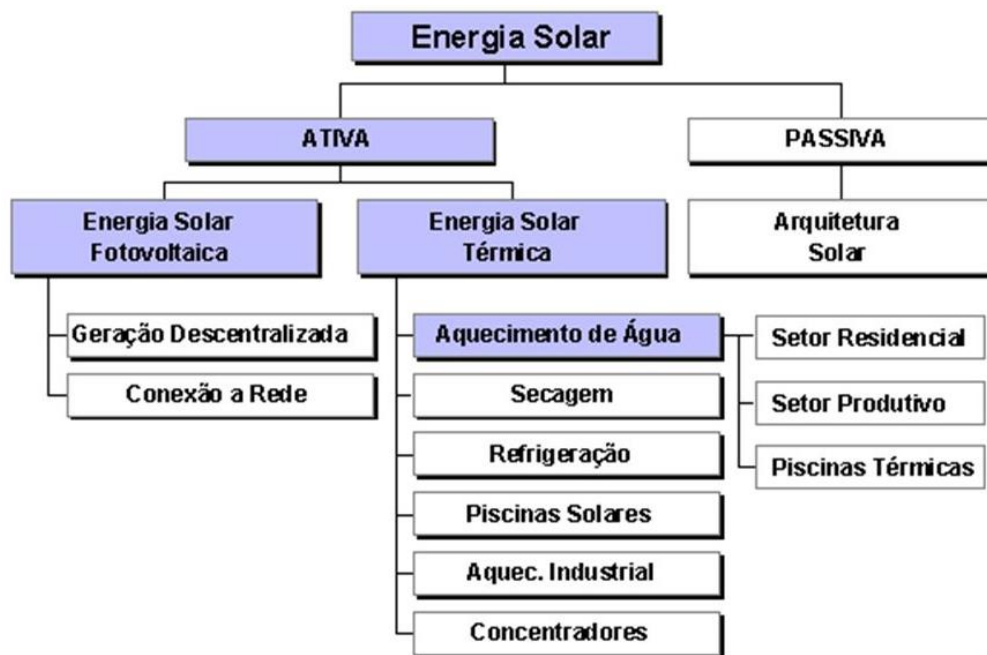 Energia Solar
ATIVA
PASSIVA
Energia Solar
Fotovoltaica
Energia Solar
Térmica
Arquitetura
Solar
Geração Descentralizada
Conexão a Rede
Aquecimento de Água
Secagem
Refrigeração
Piscinas Solares
Aquec. Industrial
Concentradores
Setor Residencial
Setor Produtivo
Piscinas Térmicas